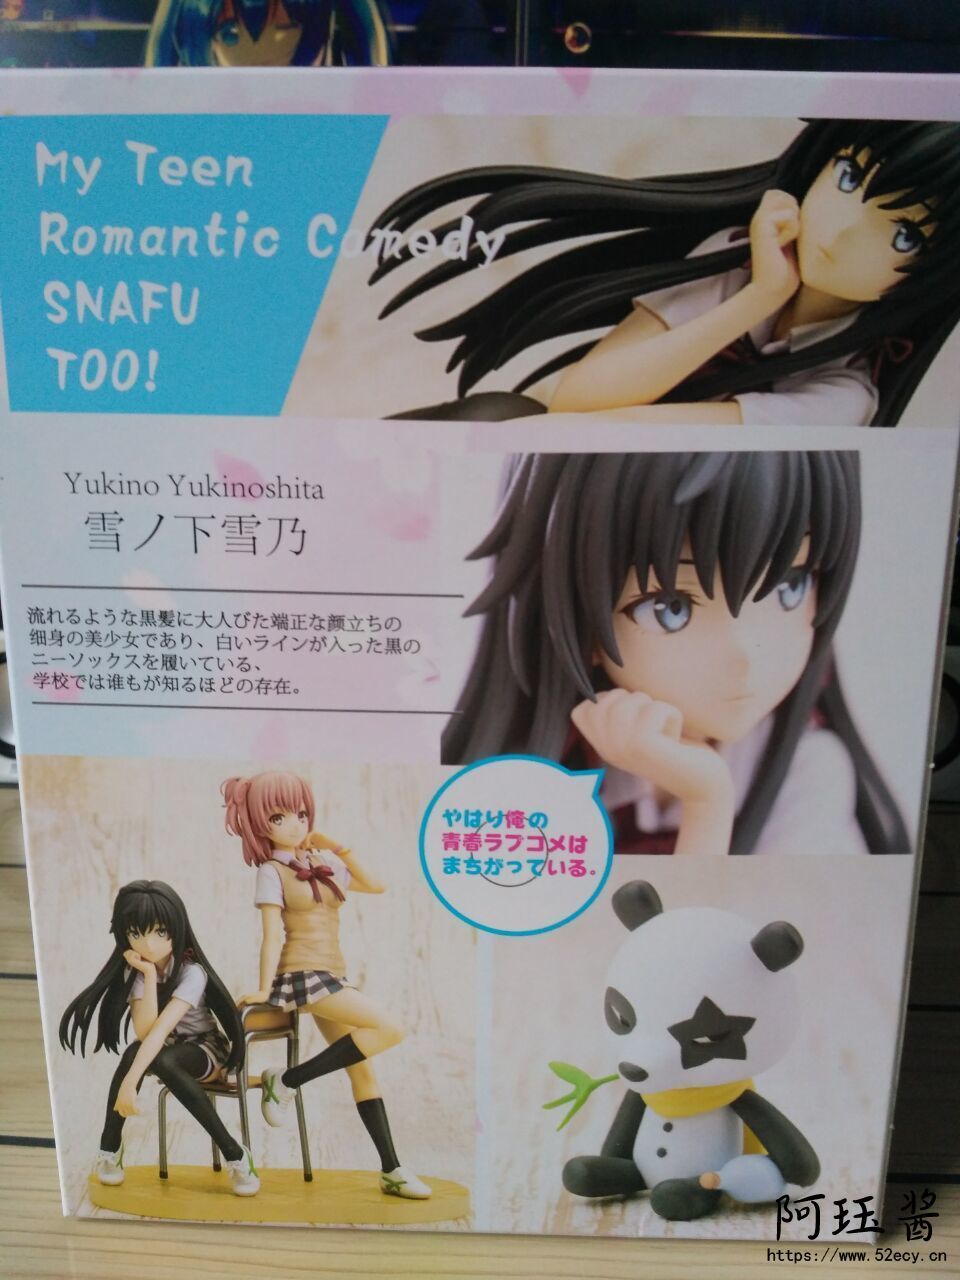 My Teen
Romantic Comedy
SNAFU
TOO!
Yukino Yukinoshita
雪ノ下雪乃
流れるような黒髪に大人びた端正な顔立ちの
细身の美少女であり、白いラインが入った黒の
ニーソックスを履いている、
学校では谁もが知るほどの存在。
やはり俺の
青春ラブコメは
まちがっている。
阿珏酱
https://www.52ecy.cn